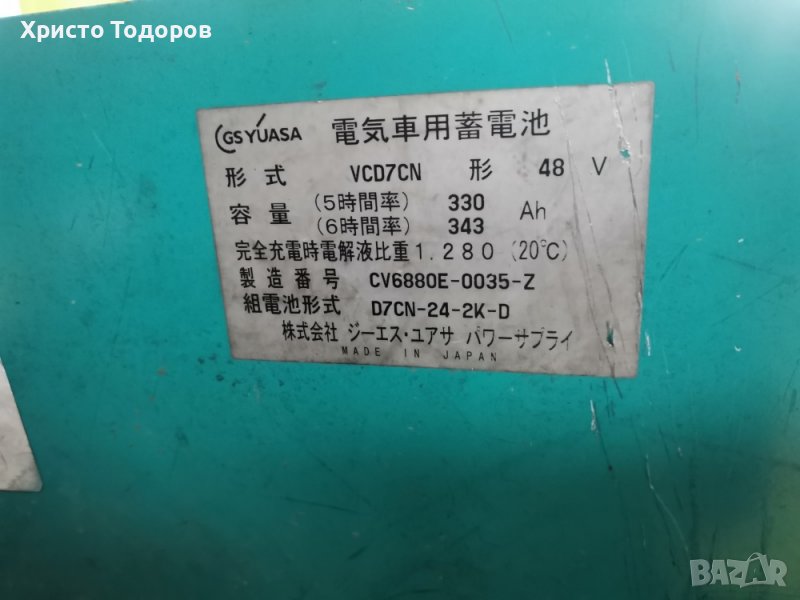 Христо Тодоров
GS YUASA 電気車用蓄電池
形式 VCD7CN 形 48 V
容量 (5時間率) 330 Ah
(6時間率) 343
完全充電時電解液比重 1.280 (20℃)
製造番号 CV6880E-0035-Z
組電池形式 D7CN-24-2K-D
株式会社 ジーエス・ユアサ パワーサプライ
MADE IN JAPAN
BAZAR